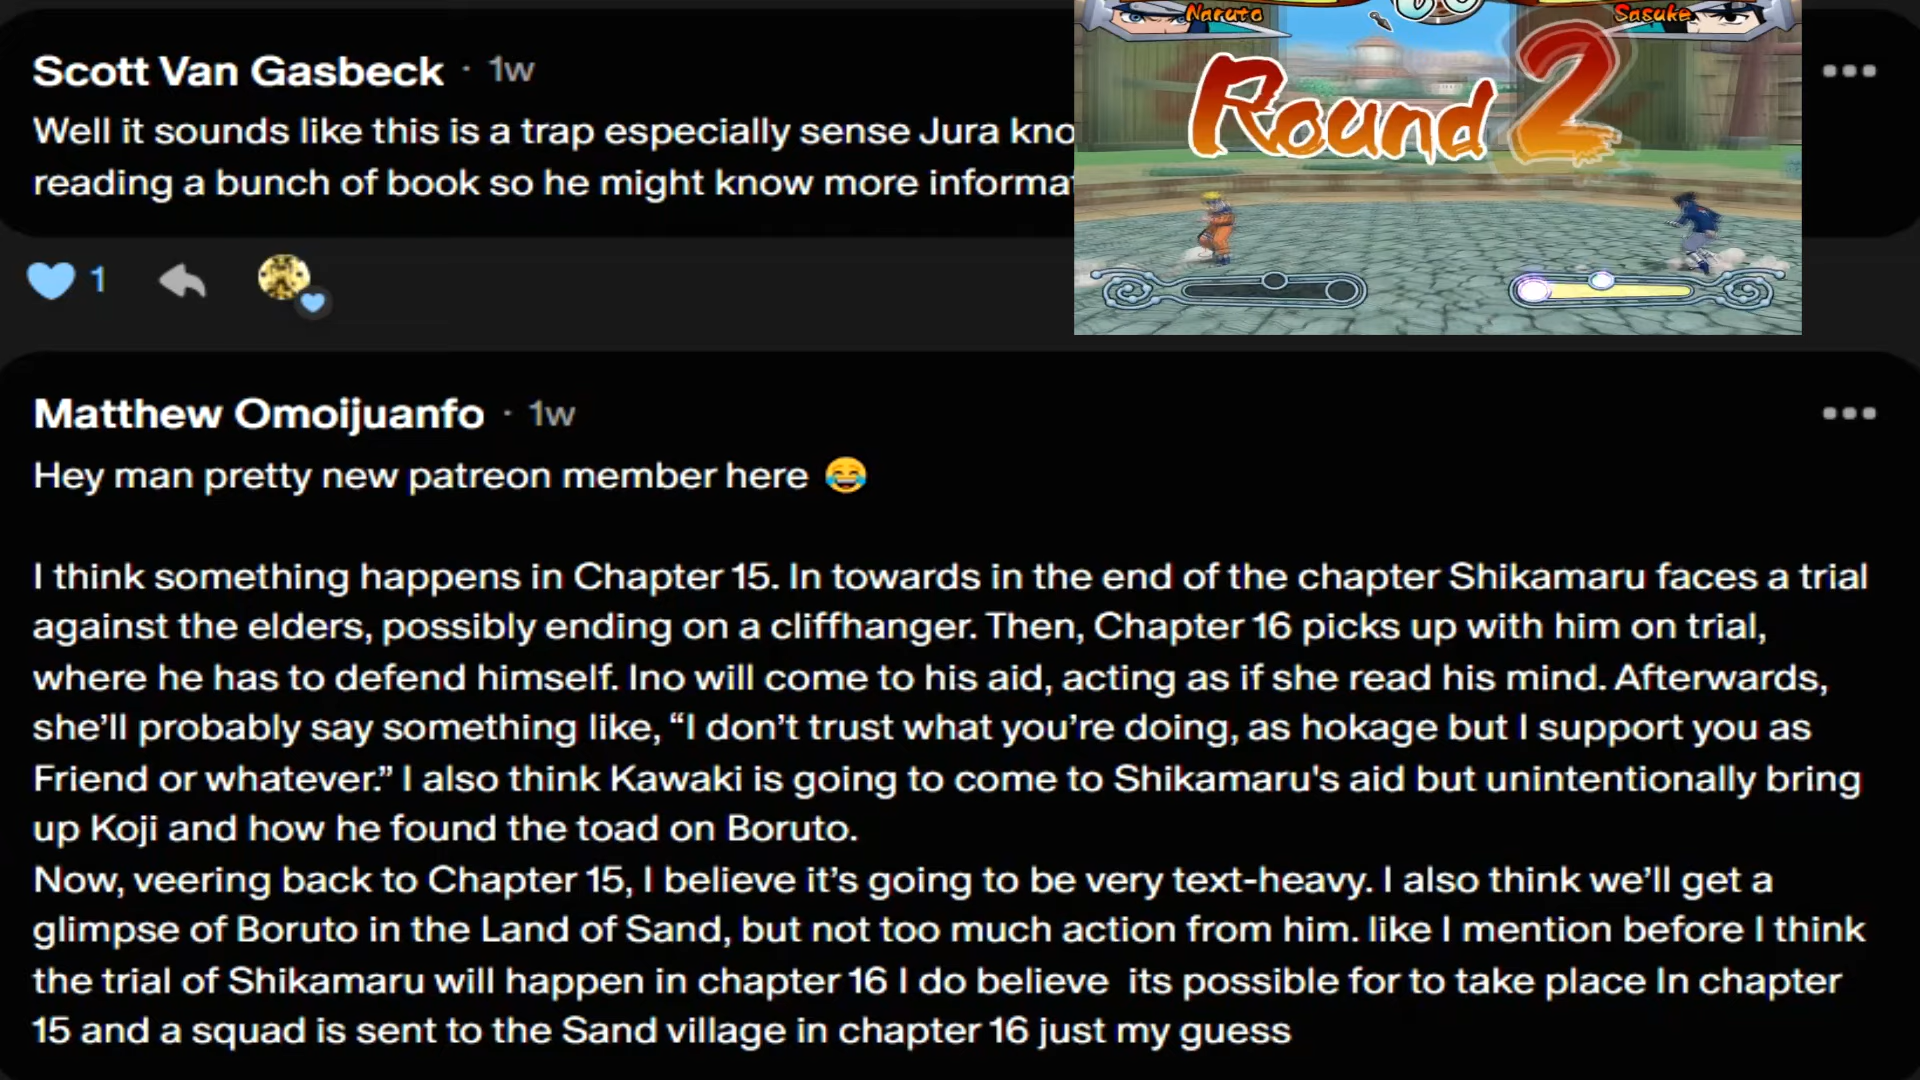 Scott Van Gasbeck · 1w
Well it sounds like this is a trap especially sense Jura
reading a bunch of book so he might know more
1
Naruto
Sasuke
Round 2
Matthew Omoijuanfo · 1w
Hey man pretty new patreon member here 😂
I think something happens in Chapter 15. In towards in the end of the chapter Shikamaru faces a trial
against the elders, possibly ending on a cliffhanger. Then, Chapter 16 picks up with him on trial,
where he has to defend himself. Ino will come to his aid, acting as if she read his mind. Afterwards,
she’ll probably say something like, “I don’t trust what you’re doing, as hokage but I support you as
Friend or whatever.” I also think Kawaki is going to come to Shikamaru's aid but unintentionally bring
up Koji and how he found the toad on Boruto.
Now, veering back to Chapter 15, I believe it’s going to be very text-heavy. I also think we’ll get a
glimpse of Boruto in the Land of Sand, but not too much action from him. like I mention before I think
the trial of Shikamaru will happen in chapter 16 I do believe  its possible for to take place In chapter
15 and a squad is sent to the Sand village in chapter 16 just my guess